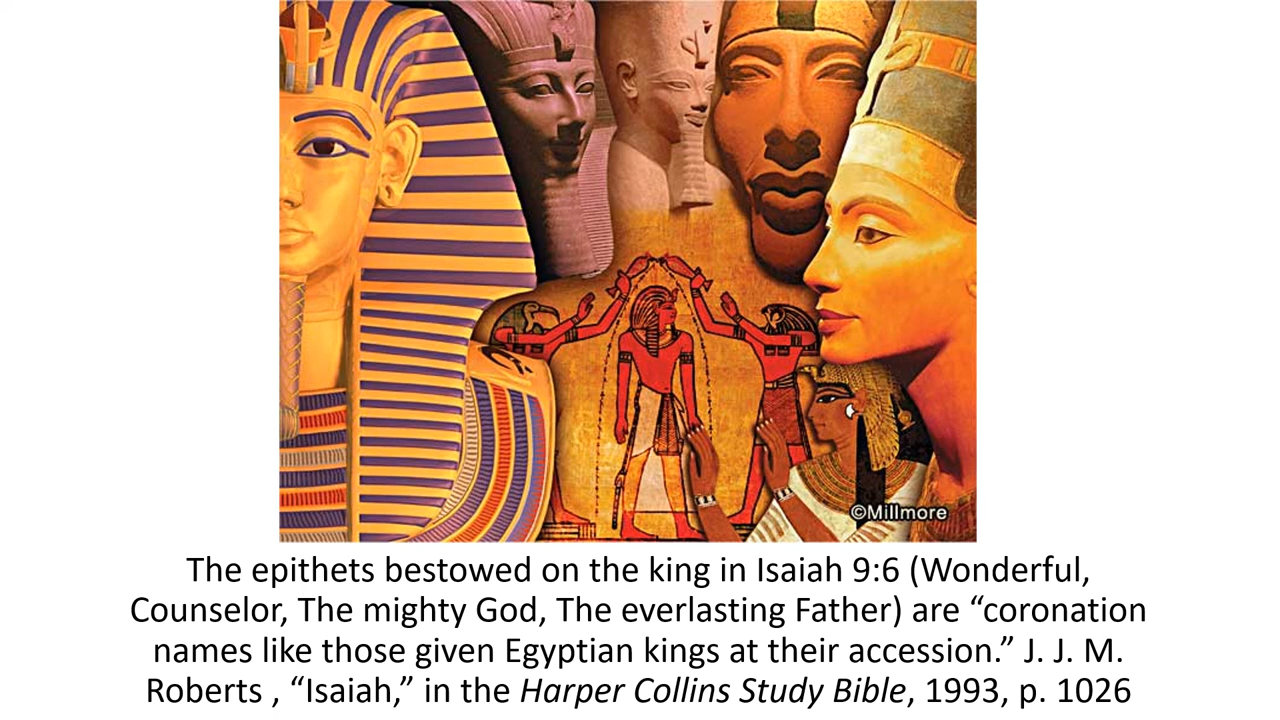 ©Millmore
The epithets bestowed on the king in Isaiah 9:6 (Wonderful,
Counselor, The mighty God, The everlasting Father) are “coronation
names like those given Egyptian kings at their accession.” J. J. M.
Roberts , “Isaiah,” in the Harper Collins Study Bible, 1993, p. 1026